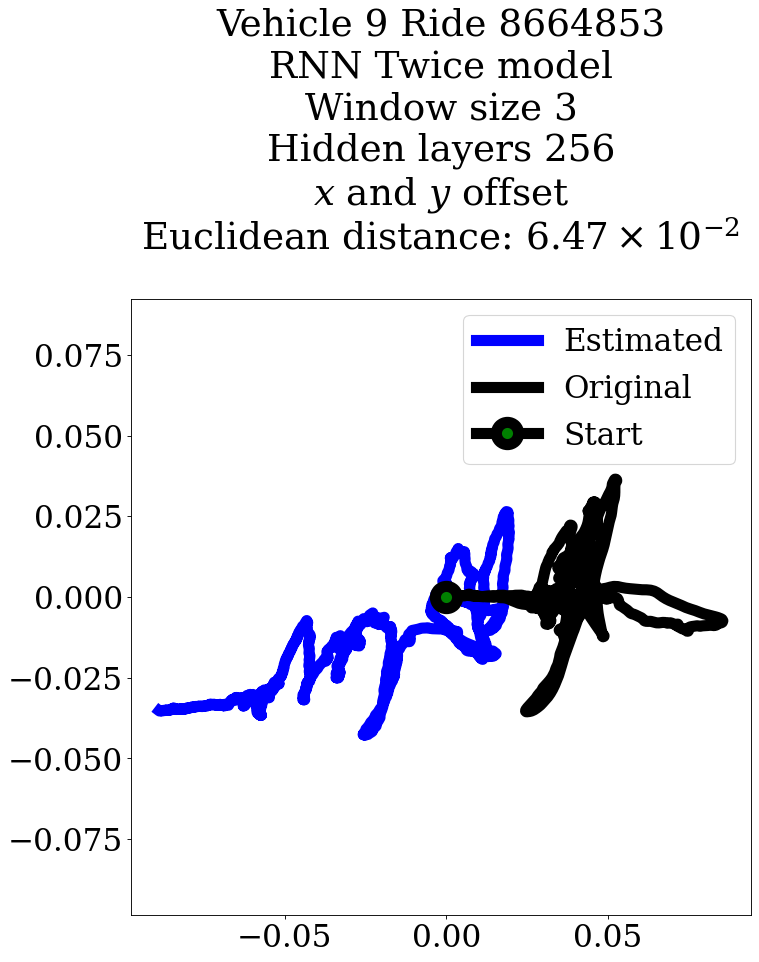 Vehicle 9 Ride 8664853
RNN Twice model
Window size 3
Hidden layers 256
x and y offset
Euclidean distance: 6.47 × 10⁻²
Estimated
Original
Start
0.075
0.050
0.025
0.000
−0.025
−0.050
−0.075
−0.05 0.00 0.05